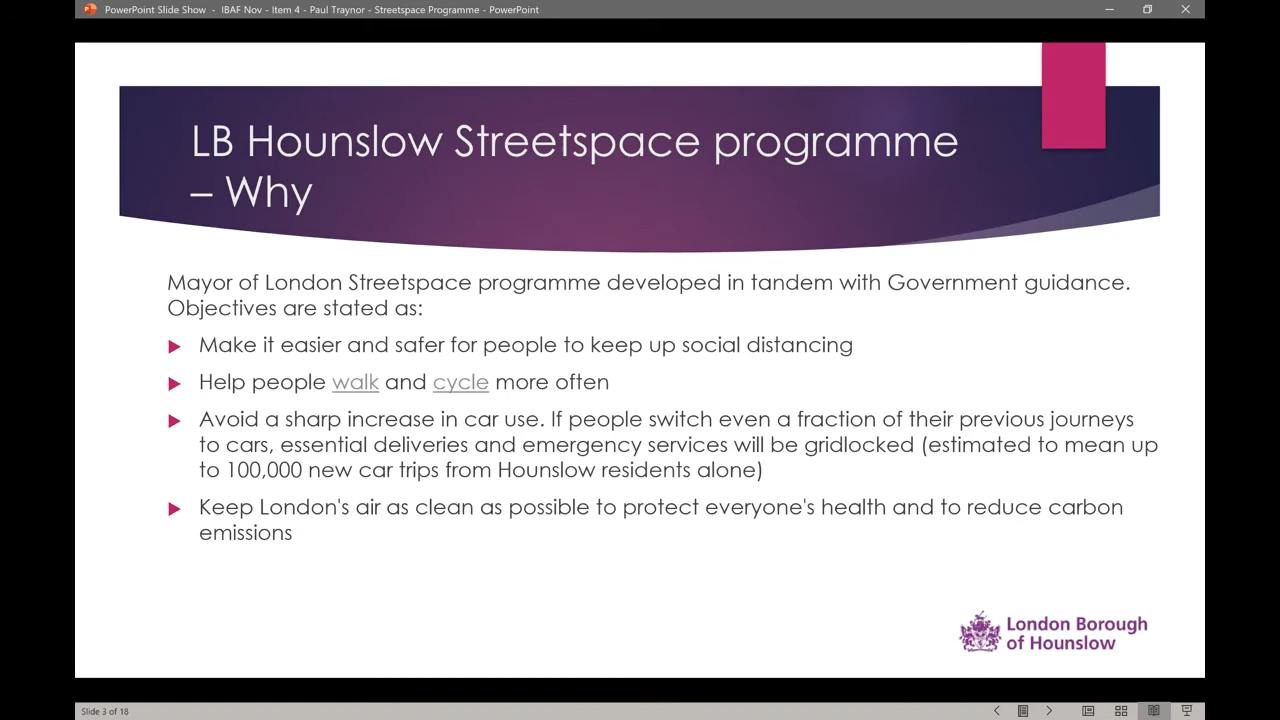 PowerPoint Slide Show - IBAF Nov - Item 4 - Paul Traynor - Streetspace Programme - PowerPoint
LB Hounslow Streetspace programme
– Why
Mayor of London Streetspace programme developed in tandem with Government guidance.
Objectives are stated as:
Make it easier and safer for people to keep up social distancing
Help people walk and cycle more often
Avoid a sharp increase in car use. If people switch even a fraction of their previous journeys
to cars, essential deliveries and emergency services will be gridlocked (estimated to mean up
to 100,000 new car trips from Hounslow residents alone)
Keep London's air as clean as possible to protect everyone's health and to reduce carbon
emissions
London Borough
of Hounslow
Slide 3 of 18